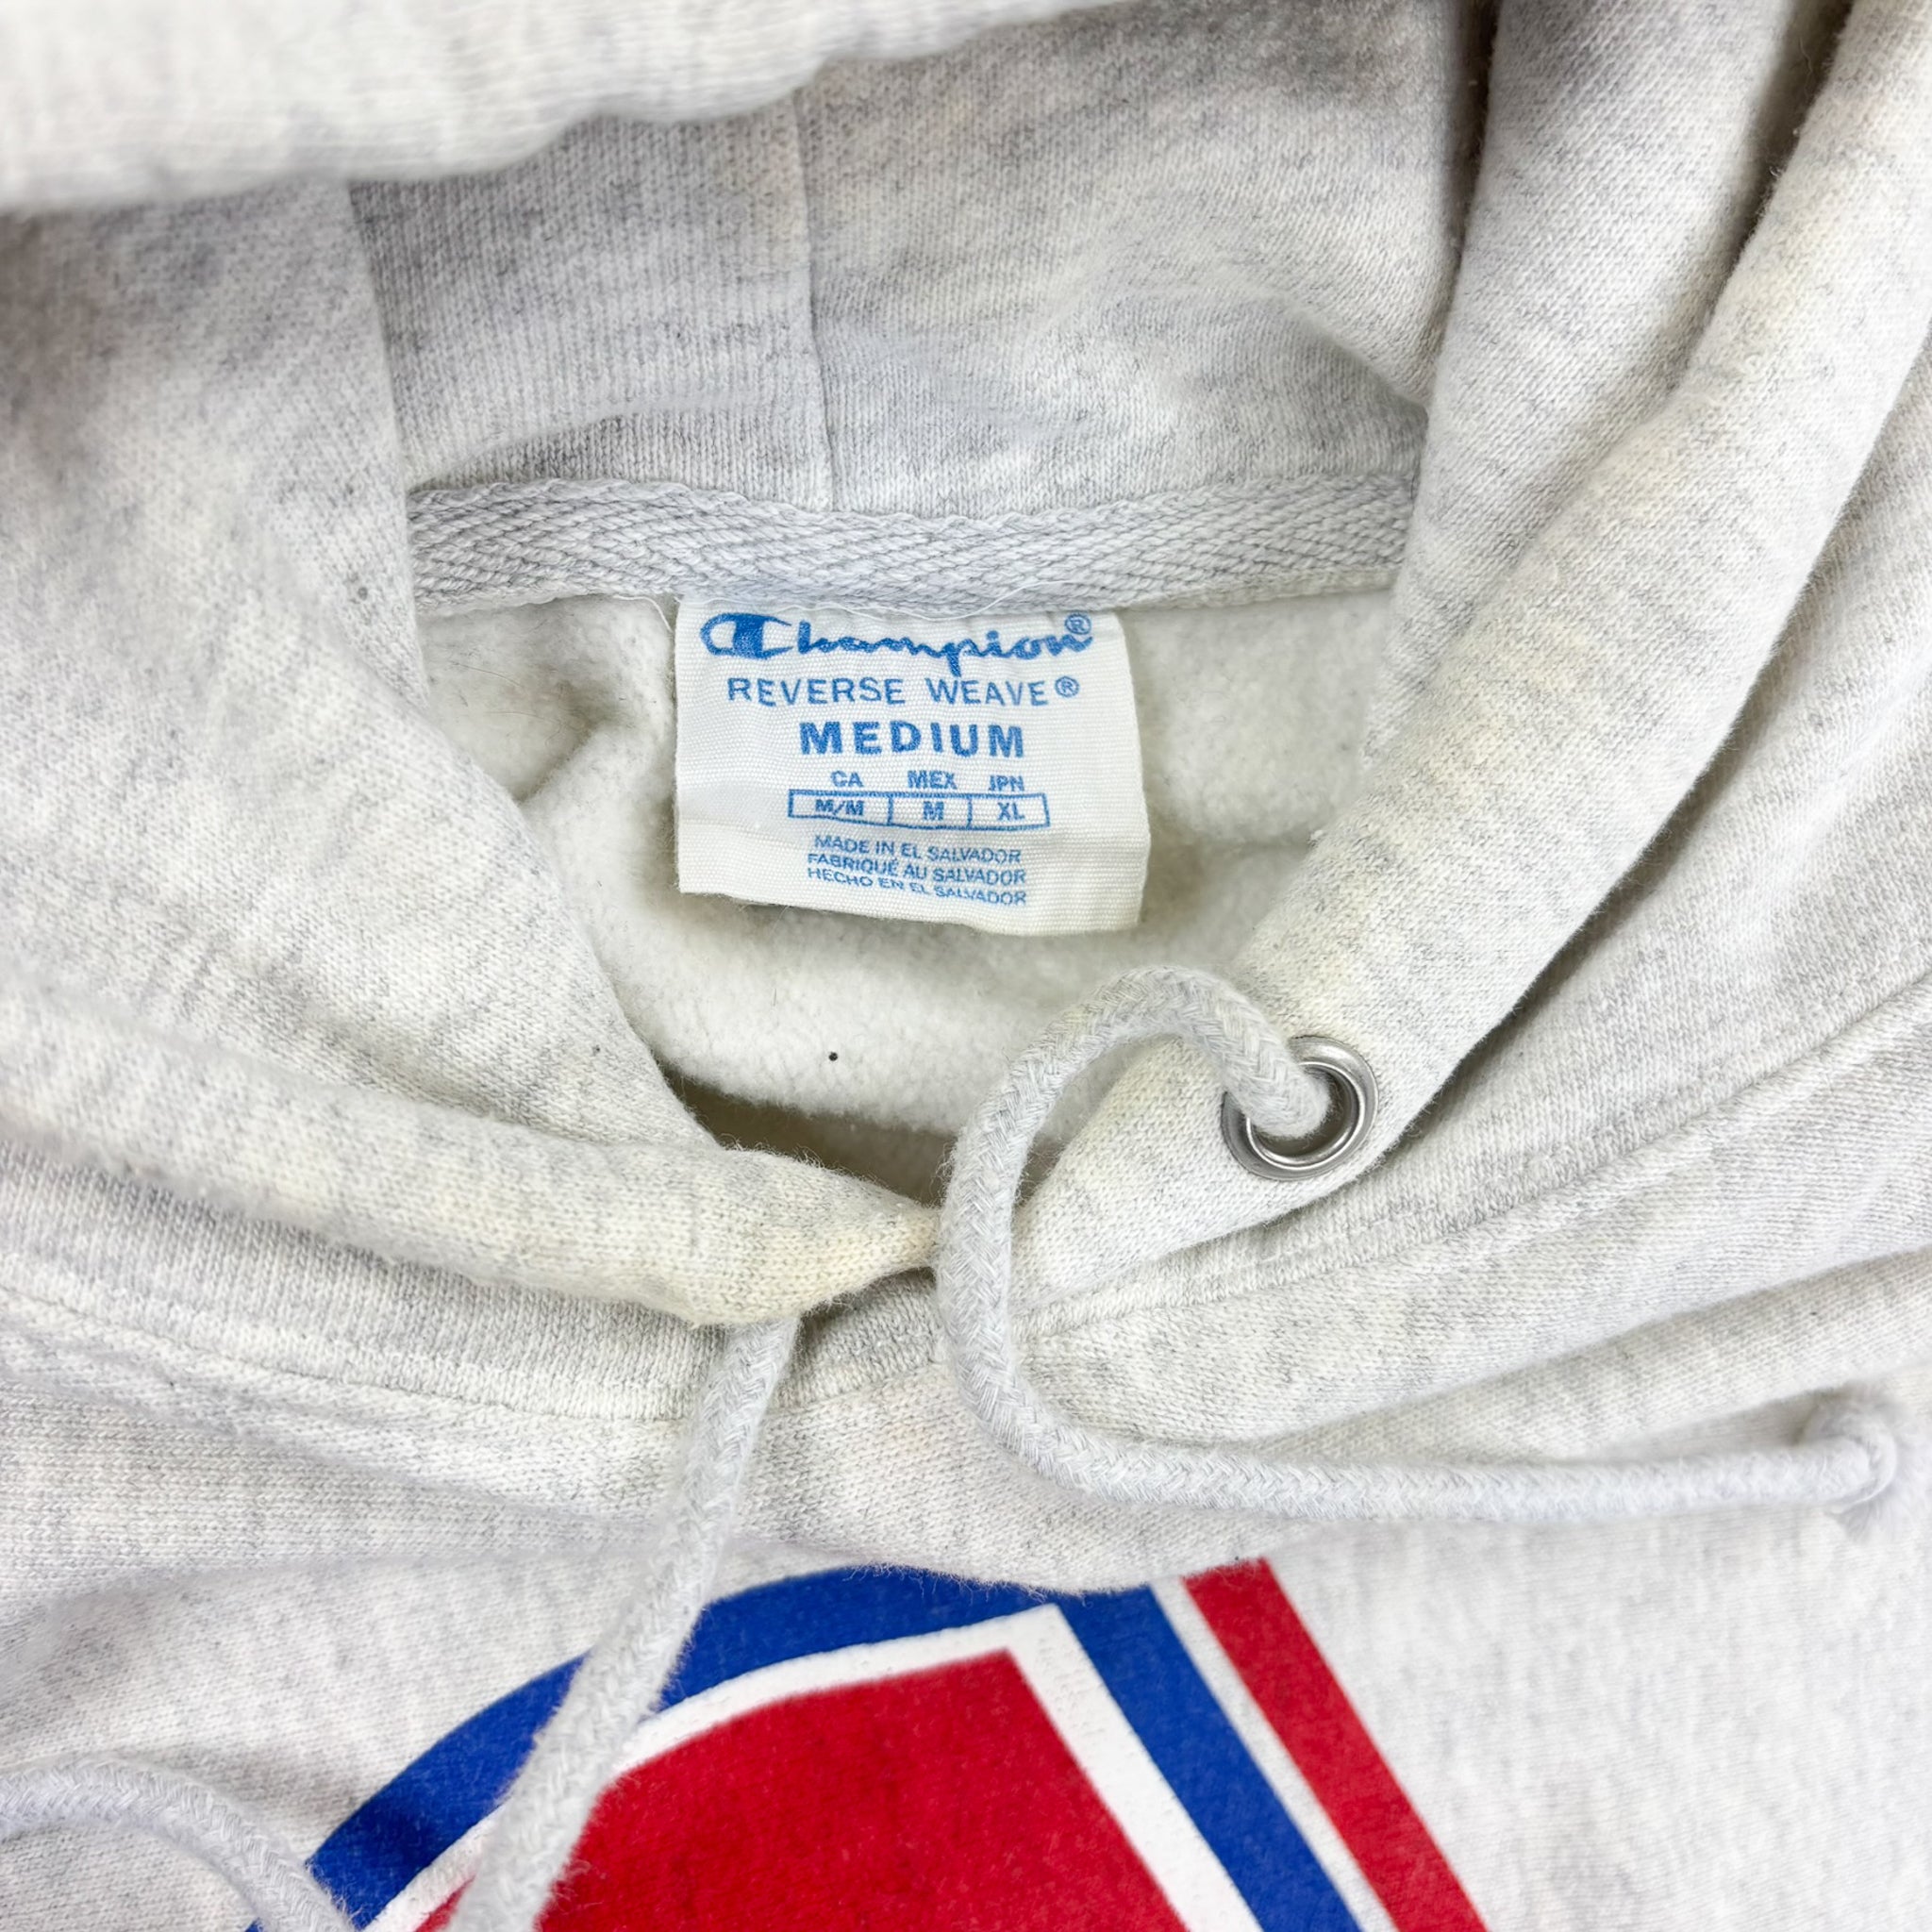 Champion®
REVERSE WEAVE®
MEDIUM
CA MEX JPN
M/M M XL
MADE IN EL SALVADOR
FABRIQUÉ AU SALVADOR
HECHO EN EL SALVADOR